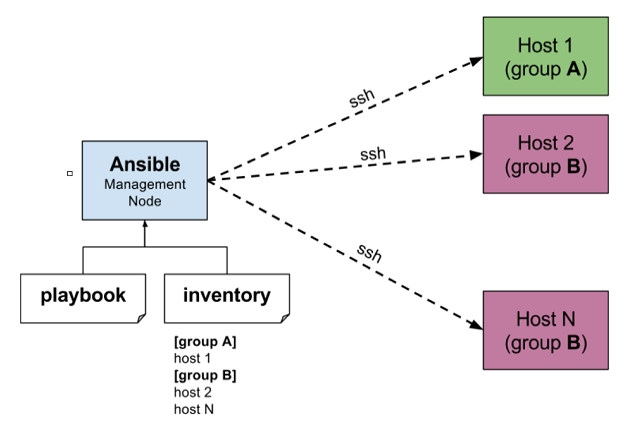 Host 1
(group A)
ssh
Host 2
(group B)
ssh
Ansible
Management
Node
ssh
playbook
inventory
Host N
(group B)
[group A]
host 1
[group B]
host 2
host N